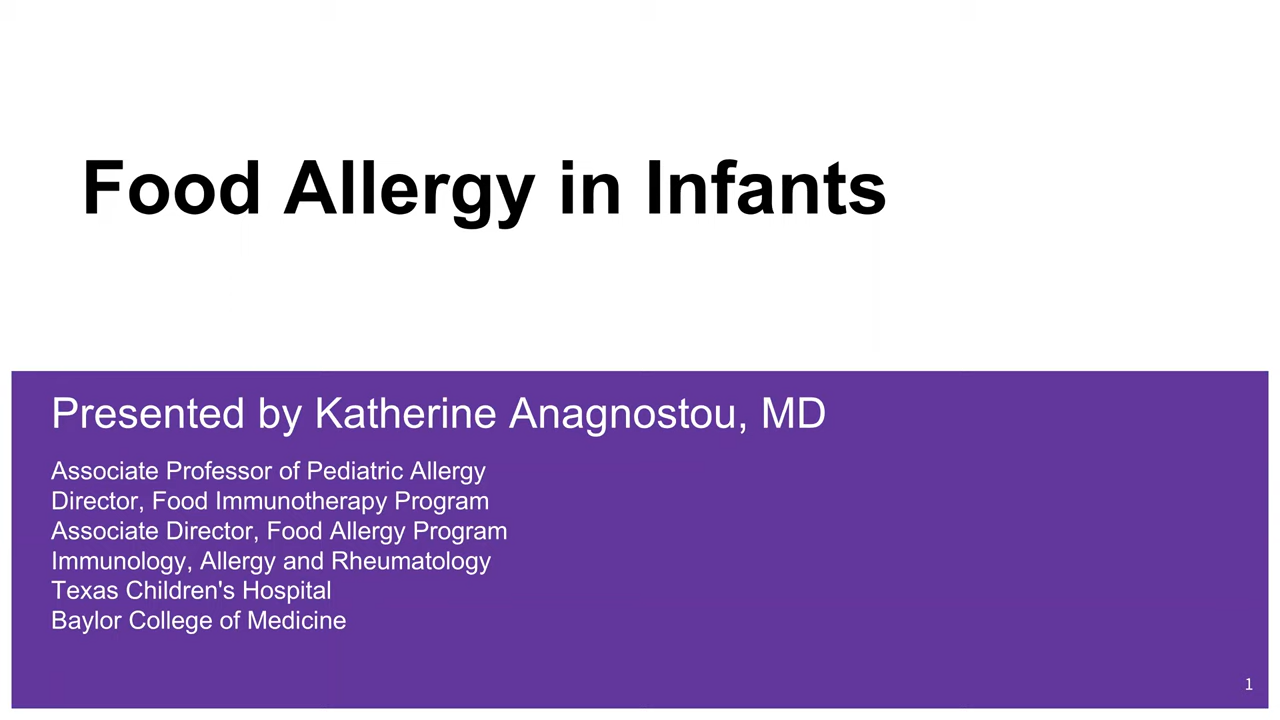 Food Allergy in Infants
Presented by Katherine Anagnostou, MD
Associate Professor of Pediatric Allergy
Director, Food Immunotherapy Program
Associate Director, Food Allergy Program
Immunology, Allergy and Rheumatology
Texas Children's Hospital
Baylor College of Medicine
1